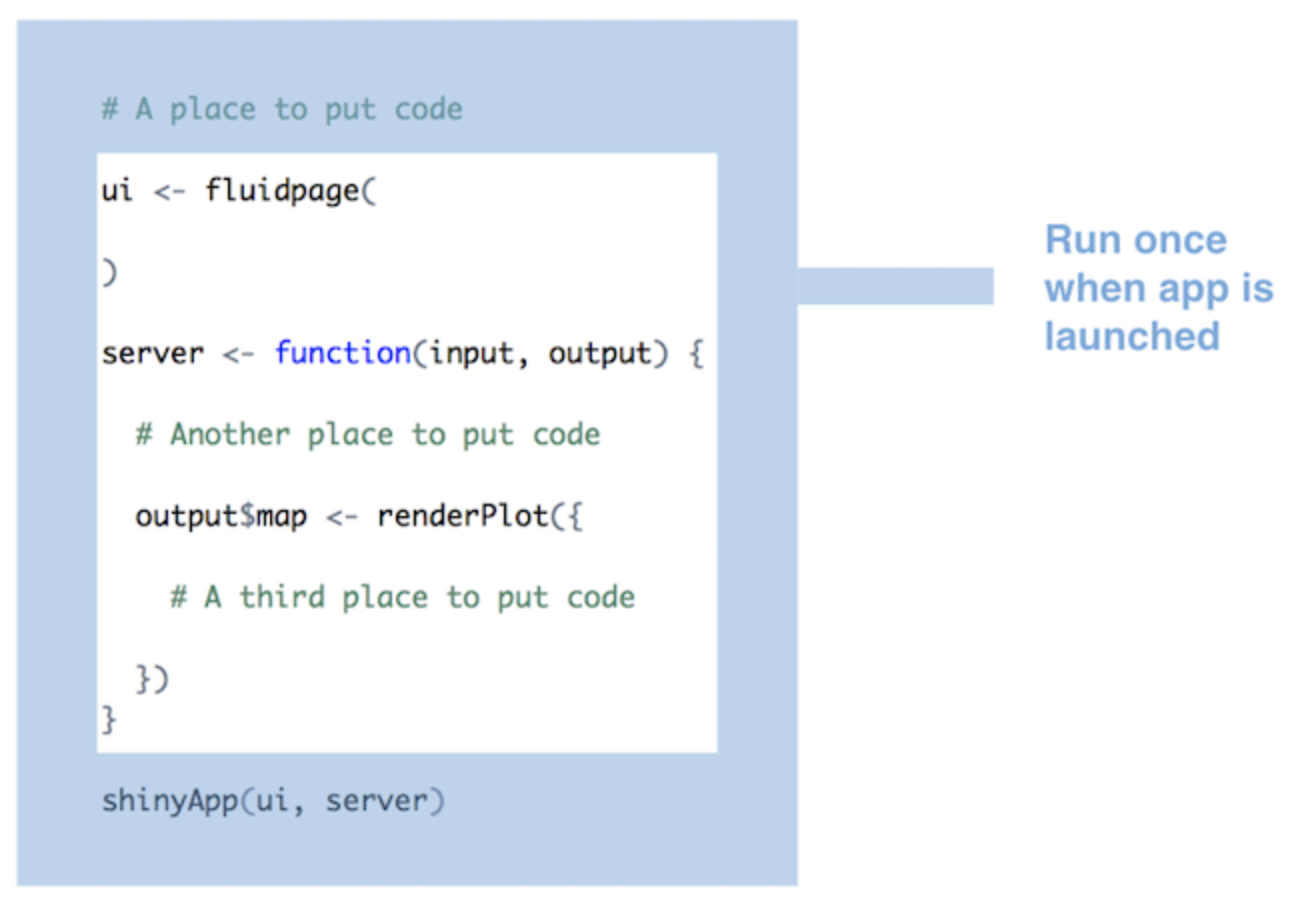 # A place to put code
ui <- fluidpage(
)
server <- function(input, output) {
# Another place to put code
output$map <- renderPlot({
# A third place to put code
})
}
shinyApp(ui, server)
Run once
when app is
launched